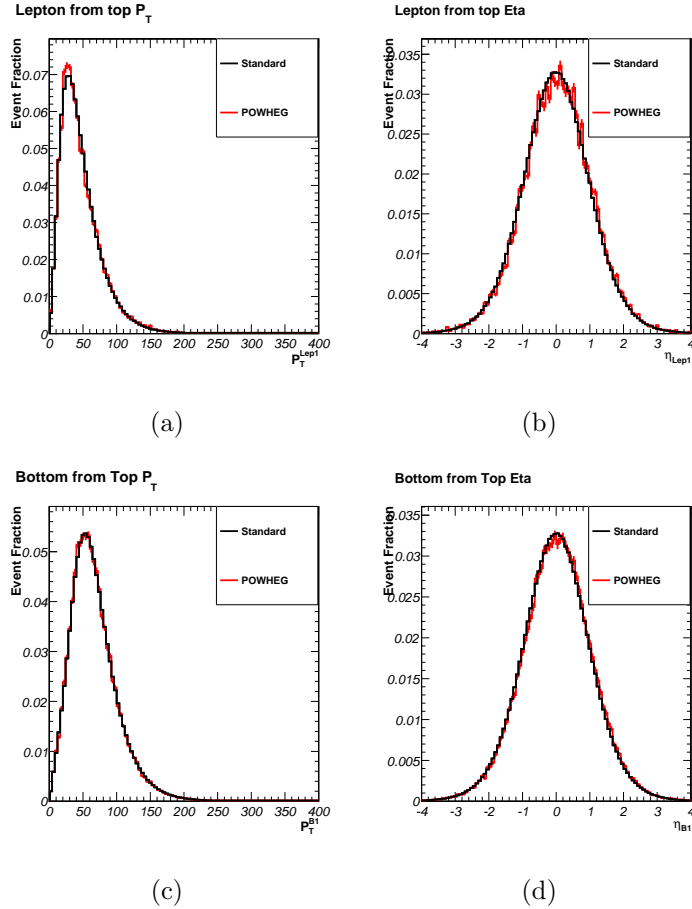 Lepton from top P_T
Event Fraction
0.07
0.06
0.05
0.04
0.03
0.02
0.01
0
0 50 100 150 200 250 300 350 400
P_T^Lep1
Standard
POWHEG
(a)
Lepton from top Eta
Event Fraction
0.035
0.03
0.025
0.02
0.015
0.01
0.005
0
-4 -3 -2 -1 0 1 2 3 4
η_Lep1
Standard
POWHEG
(b)
Bottom from Top P_T
Event Fraction
0.05
0.04
0.03
0.02
0.01
0
0 50 100 150 200 250 300 350 400
P_T^B1
Standard
POWHEG
(c)
Bottom from Top Eta
Event Fraction
0.035
0.03
0.025
0.02
0.015
0.01
0.005
0
-4 -3 -2 -1 0 1 2 3 4
η_B1
Standard
POWHEG
(d)